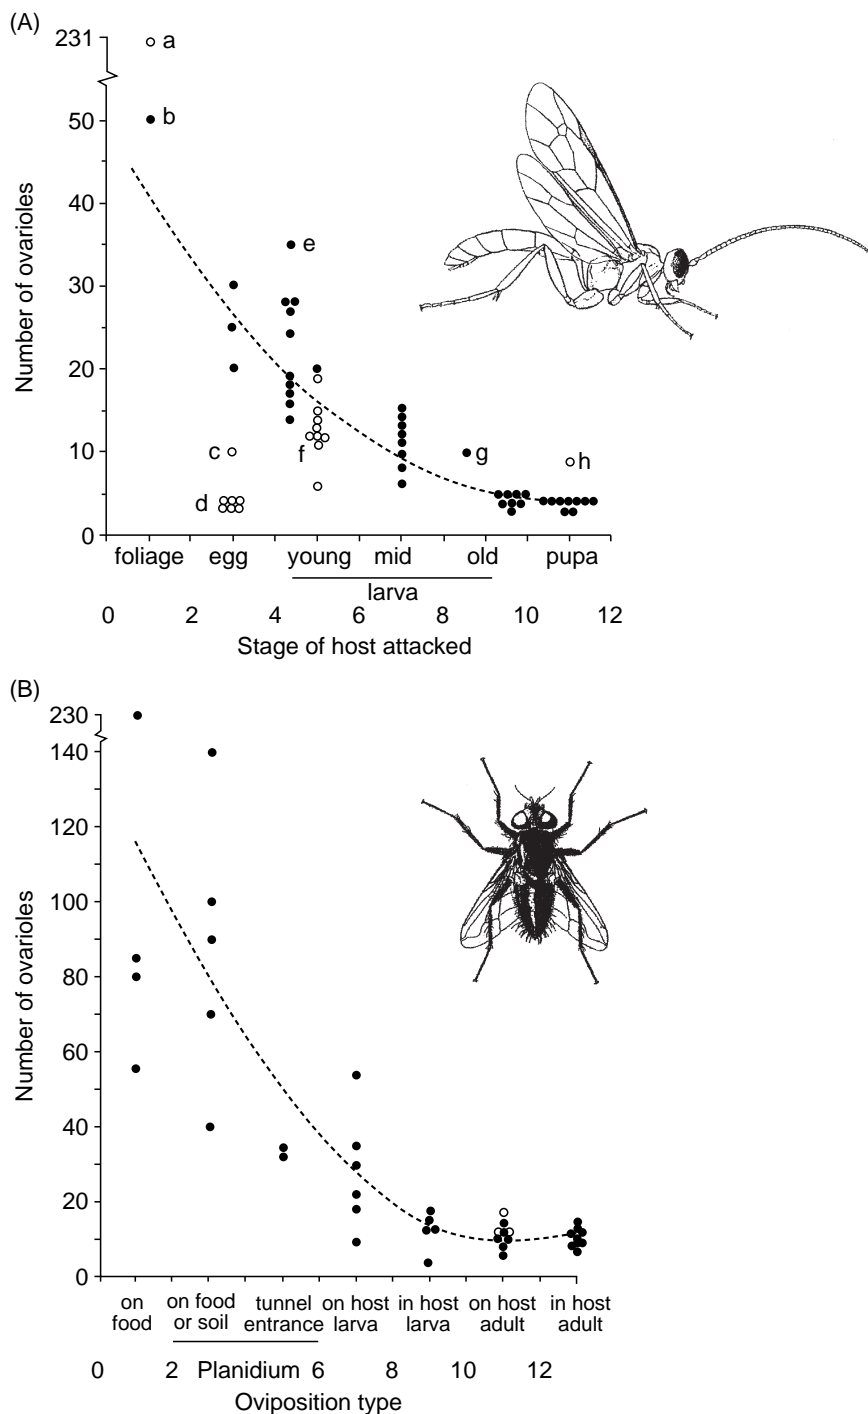 (A)
231
a
b
50
40
e
30
20
c
f
g
h
10
d
0
Number of ovarioles
foliage egg young mid old pupa
larva
0 2 4 6 8 10 12
Stage of host attacked
(B)
230
140
120
100
80
60
40
20
0
Number of ovarioles
on food on food or soil tunnel entrance on host larva in host larva on host adult in host adult
0 2 Planidium 6 8 10 12
Oviposition type